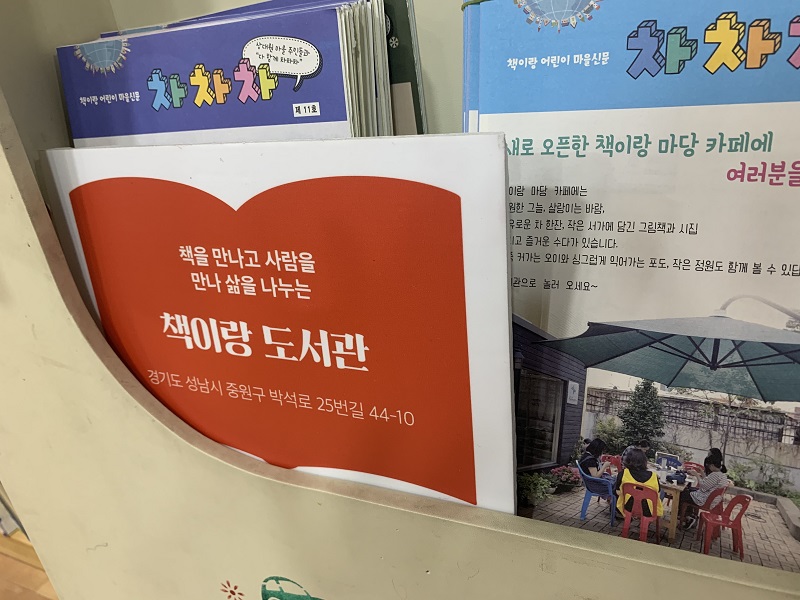 상대원 마을 주민들과
"다 함께 차차차"
책이랑 어린이 마을신문
차차차
제 11호
책을 만나고 사람을
만나 삶을 나누는
책이랑 도서관
경기도 성남시 중원구 박석로 25번길 44-10
책이랑 어린이 마을신문
차차
새로 오픈한 책이랑 마당 카페에
여러분을
이랑 마당 카페에는
원한 그늘, 살랑이는 바람,
유로운 차 한잔, 작은 서가에 담긴 그림책과 시집
고 즐거운 수다가 있습니다.
커가는 오이와 싱그럽게 익어가는 포도, 작은 정원도 함께 볼 수 있답
관으로 놀러 오세요~